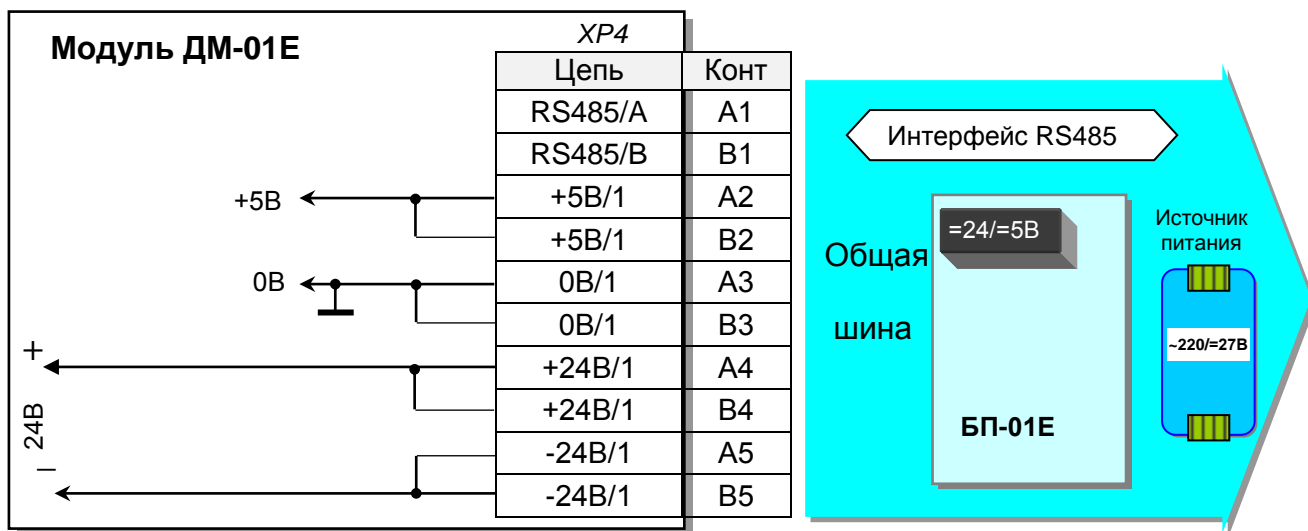 Модуль ДМ-01Е
XP4
Цепь Конт
RS485/A A1
RS485/B B1
+5В/1 A2
+5В/1 B2
0В/1 A3
0В/1 B3
+24В/1 A4
+24В/1 B4
-24В/1 A5
-24В/1 B5
+5В
0В
+
24В
–
Интерфейс RS485
Общая
шина
=24/=5В
БП-01Е
Источник
питания
~220/=27В